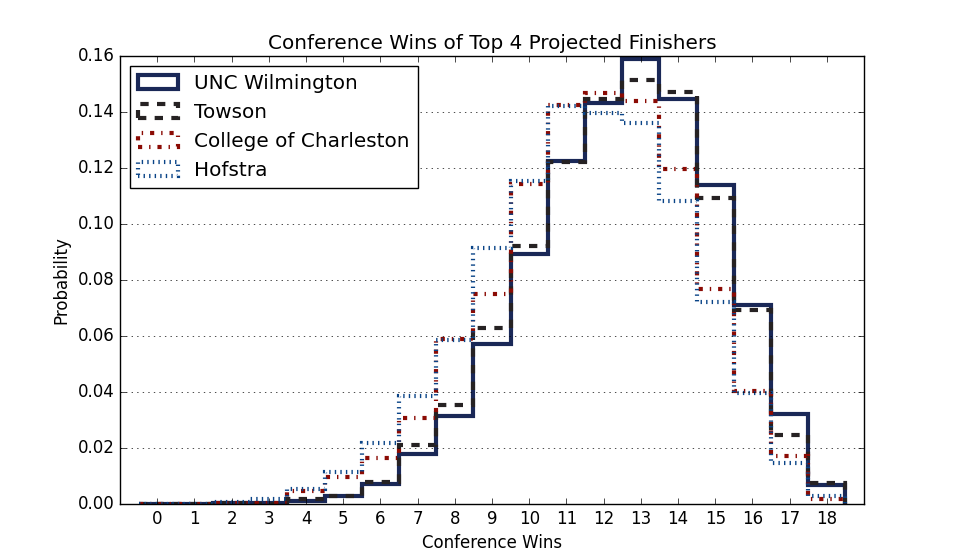 Conference Wins of Top 4 Projected Finishers
UNC Wilmington
Towson
College of Charleston
Hofstra
Probability
0.16
0.14
0.12
0.10
0.08
0.06
0.04
0.02
0.00
0 1 2 3 4 5 6 7 8 9 10 11 12 13 14 15 16 17 18
Conference Wins